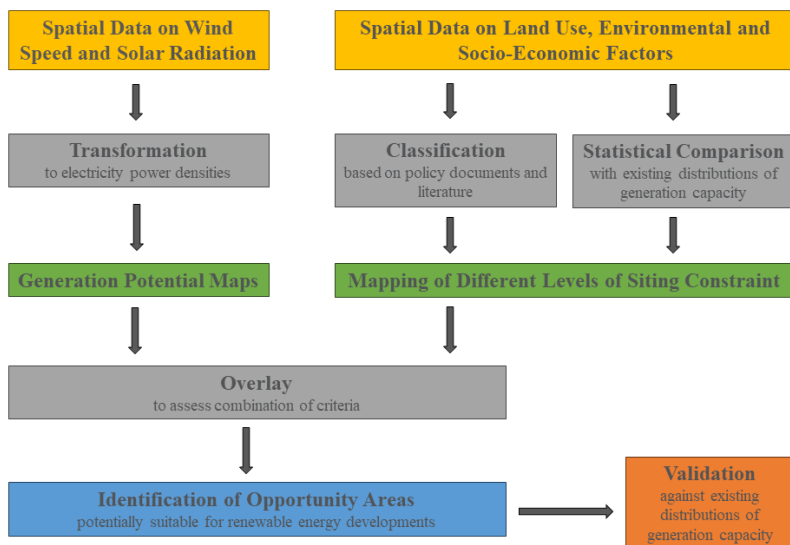 Spatial Data on Wind
Speed and Solar Radiation
Spatial Data on Land Use, Environmental and
Socio-Economic Factors
Transformation
to electricity power densities
Classification
based on policy documents and
literature
Statistical Comparison
with existing distributions of
generation capacity
Generation Potential Maps
Mapping of Different Levels of Siting Constraint
Overlay
to assess combination of criteria
Identification of Opportunity Areas
potentially suitable for renewable energy developments
Validation
against existing
distributions of
generation capacity